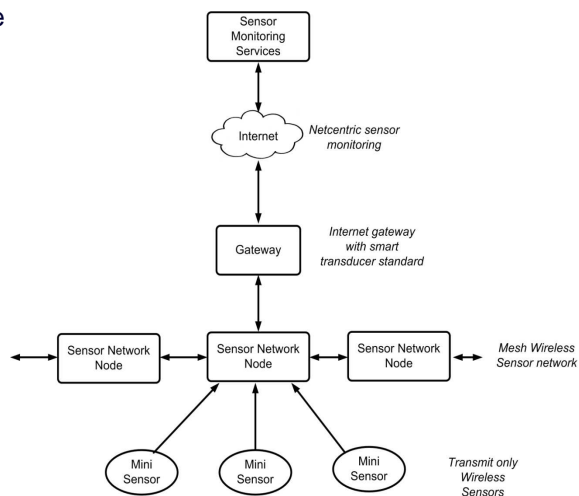 e
Sensor
Monitoring
Services
Internet
Netcentric sensor
monitoring
Gateway
Internet gateway
with smart
transducer standard
Sensor Network
Node
Sensor Network
Node
Sensor Network
Node
Mesh Wireless
Sensor network
Mini
Sensor
Mini
Sensor
Mini
Sensor
Transmit only
Wireless
Sensors